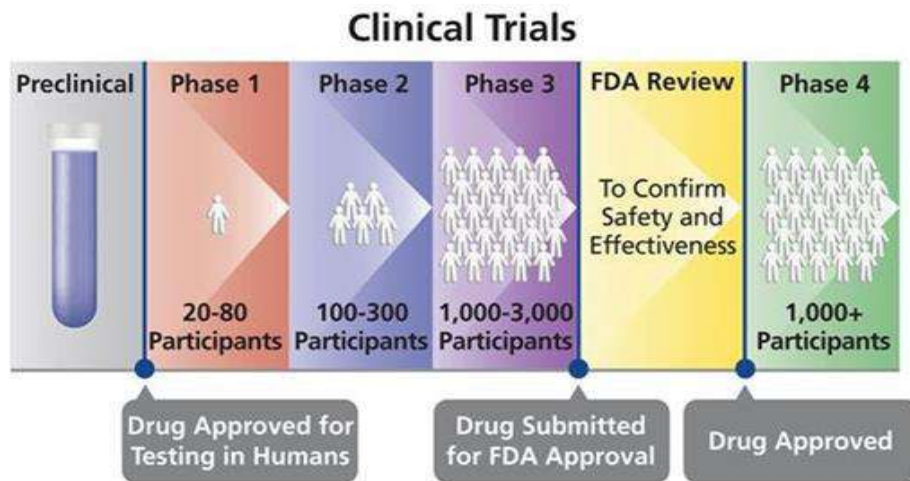 Clinical Trials
Preclinical
Phase 1
Phase 2
Phase 3
FDA Review
Phase 4
To Confirm
Safety and
Effectiveness
20-80
Participants
100-300
Participants
1,000-3,000
Participants
1,000+
Participants
Drug Approved for
Testing in Humans
Drug Submitted
for FDA Approval
Drug Approved